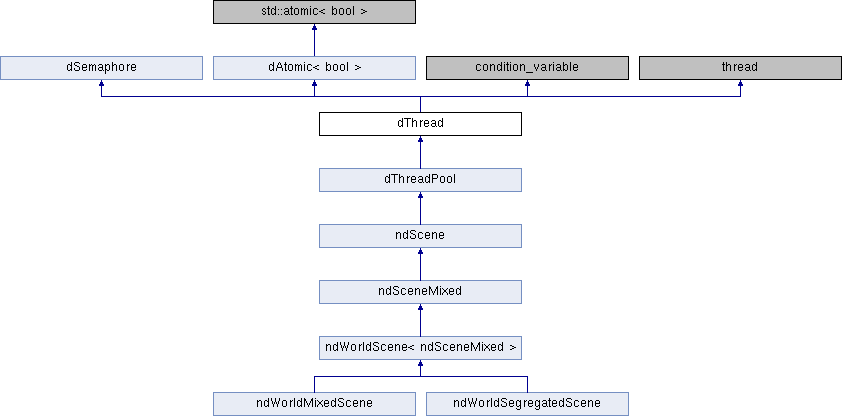 std::atomic< bool >
dSemaphore
dAtomic< bool >
condition_variable
thread
dThread
dThreadPool
ndScene
ndSceneMixed
ndWorldScene< ndSceneMixed >
ndWorldMixedScene
ndWorldSegregatedScene